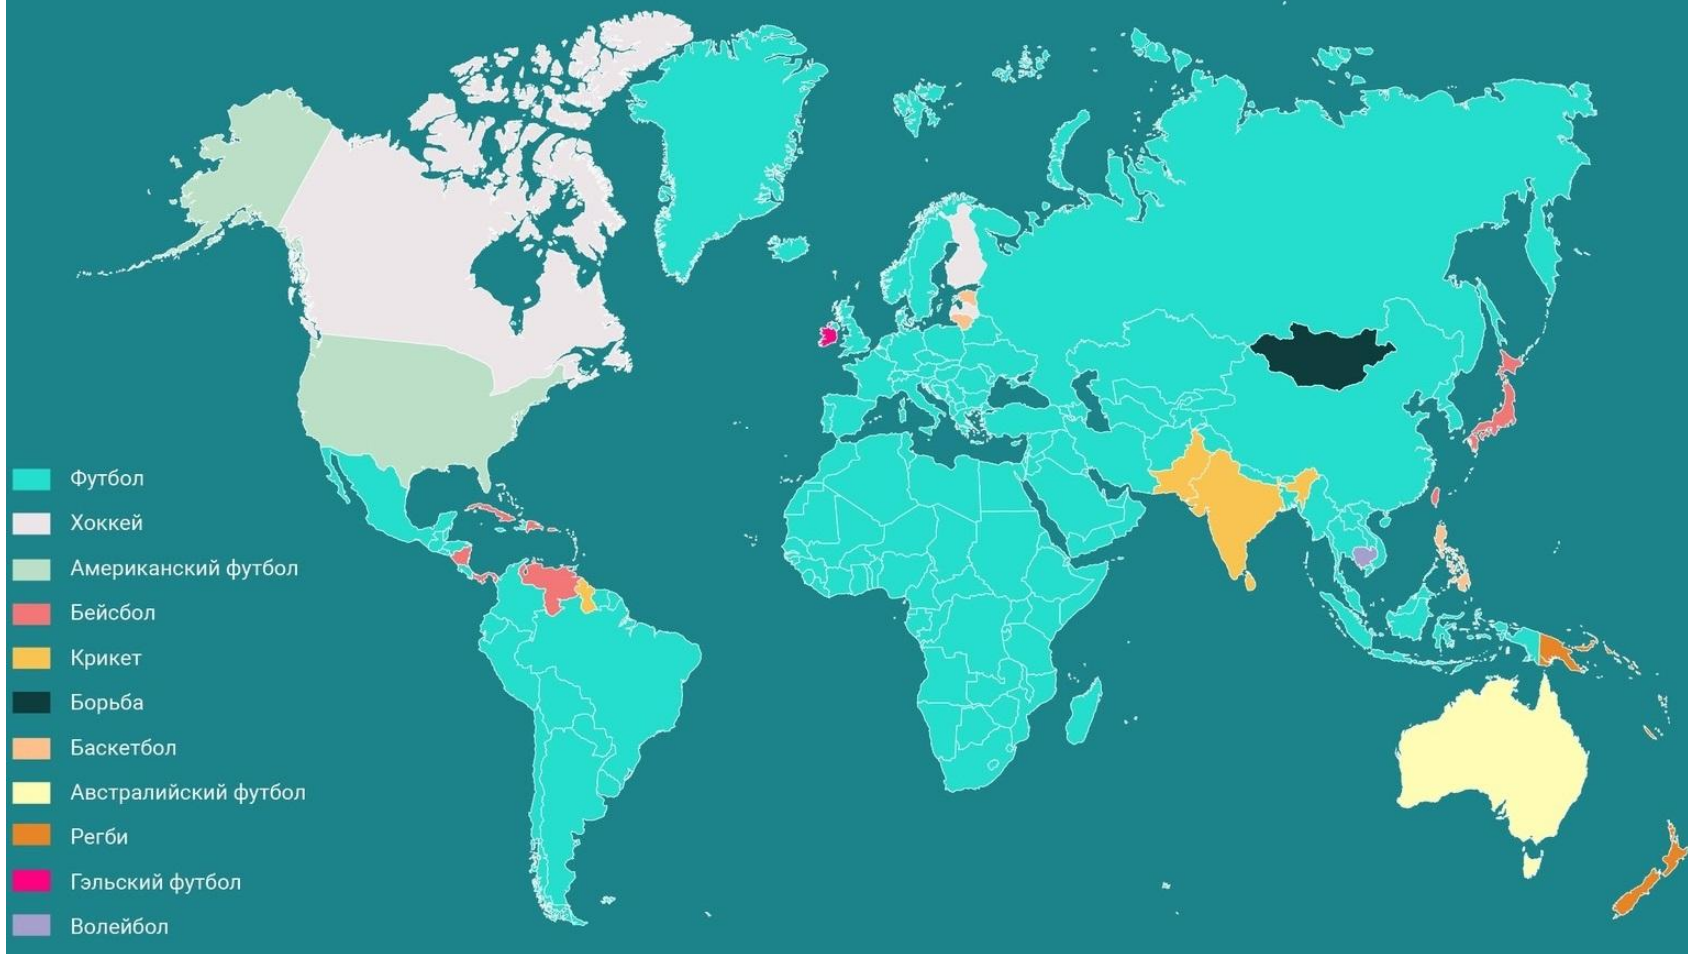 Футбол
Хоккей
Американский футбол
Бейсбол
Крикет
Борьба
Баскетбол
Австралийский футбол
Регби
Гэльский футбол
Волейбол